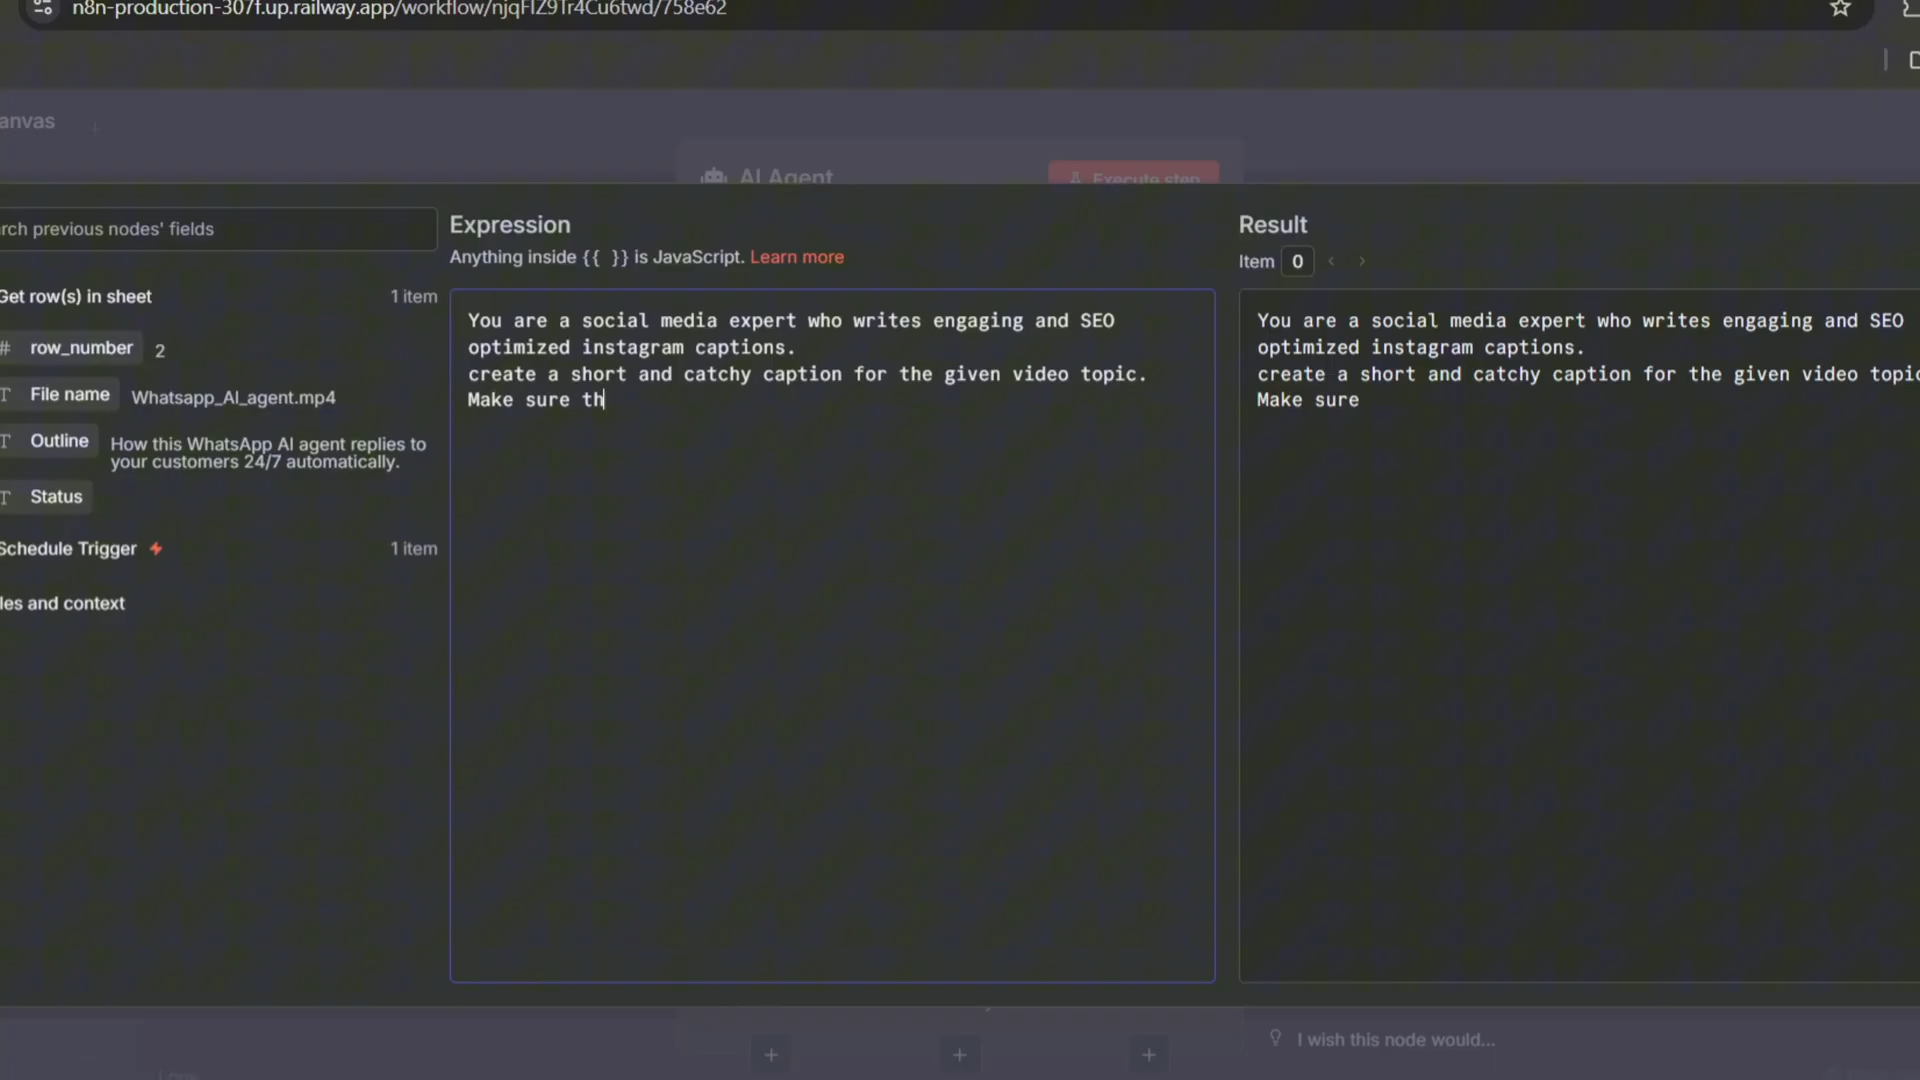 n8n-production-307f.up.railway.app/workflow/njqFIZ9Tr4Cu6twd/758e62
anvas
AI Agent
Execute step
rch previous nodes' fields
Expression
Anything inside {{ }} is JavaScript. Learn more
Result
Item 0
Get row(s) in sheet 1 item
# row_number 2
T File name Whatsapp_AI_agent.mp4
T Outline How this WhatsApp AI agent replies to
your customers 24/7 automatically.
T Status
Schedule Trigger 1 item
les and context
You are a social media expert who writes engaging and SEO
optimized instagram captions.
create a short and catchy caption for the given video topic.
Make sure th
You are a social media expert who writes engaging and SEO
optimized instagram captions.
create a short and catchy caption for the given video topic
Make sure
I wish this node would...